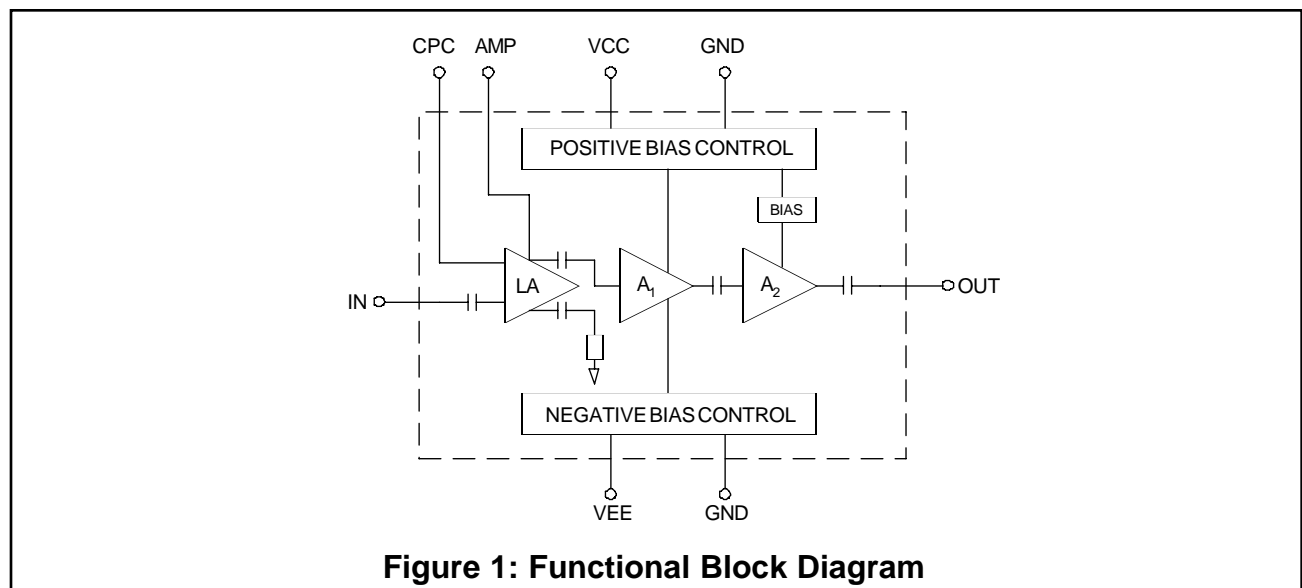 CPC AMP VCC GND
POSITIVE BIAS CONTROL
BIAS
LA A1 A2
IN OUT
NEGATIVE BIAS CONTROL
VEE GND
Figure 1: Functional Block Diagram